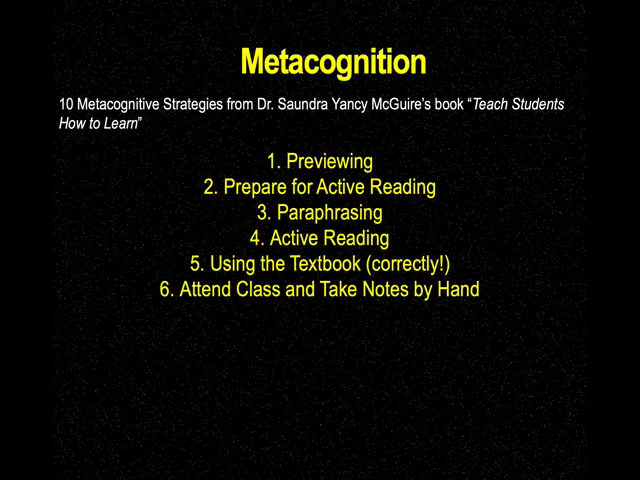 Metacognition
10 Metacognitive Strategies from Dr. Saundra Yancy McGuire's book “Teach Students
How to Learn”
1. Previewing
2. Prepare for Active Reading
3. Paraphrasing
4. Active Reading
5. Using the Textbook (correctly!)
6. Attend Class and Take Notes by Hand